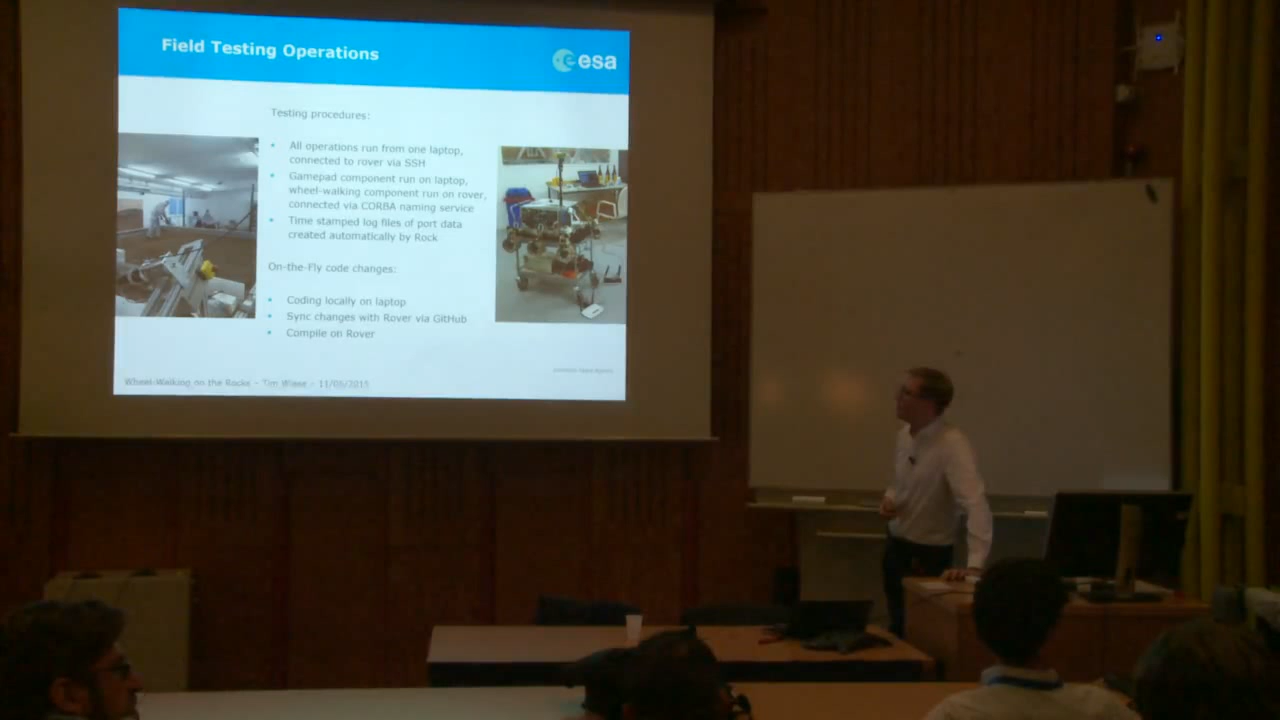 Field Testing Operations
esa
Testing procedures:
• All operations run from one laptop,
connected to rover via SSH
• Gamepad component run on laptop,
wheel-walking component run on rover,
connected via CORBA naming service
• Time stamped log files of port data
created automatically by Rock
On-the-Fly code changes:
• Coding locally on laptop
• Sync changes with Rover via GitHub
• Compile on Rover
Wheel-Walking on the Rocks - Tim Wiese - 11/06/2015